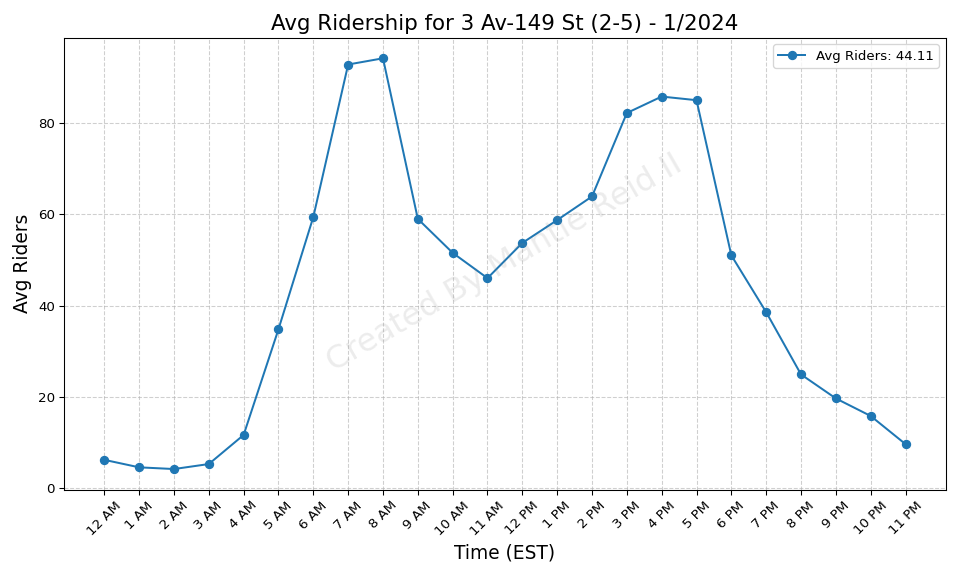 Avg Ridership for 3 Av-149 St (2-5) - 1/2024
Avg Riders: 44.11
Avg Riders
80
60
40
20
0
Created By Mantie Reid II
12 AM
1 AM
2 AM
3 AM
4 AM
5 AM
6 AM
7 AM
8 AM
9 AM
10 AM
11 AM
12 PM
1 PM
2 PM
3 PM
4 PM
5 PM
6 PM
7 PM
8 PM
9 PM
10 PM
11 PM
Time (EST)